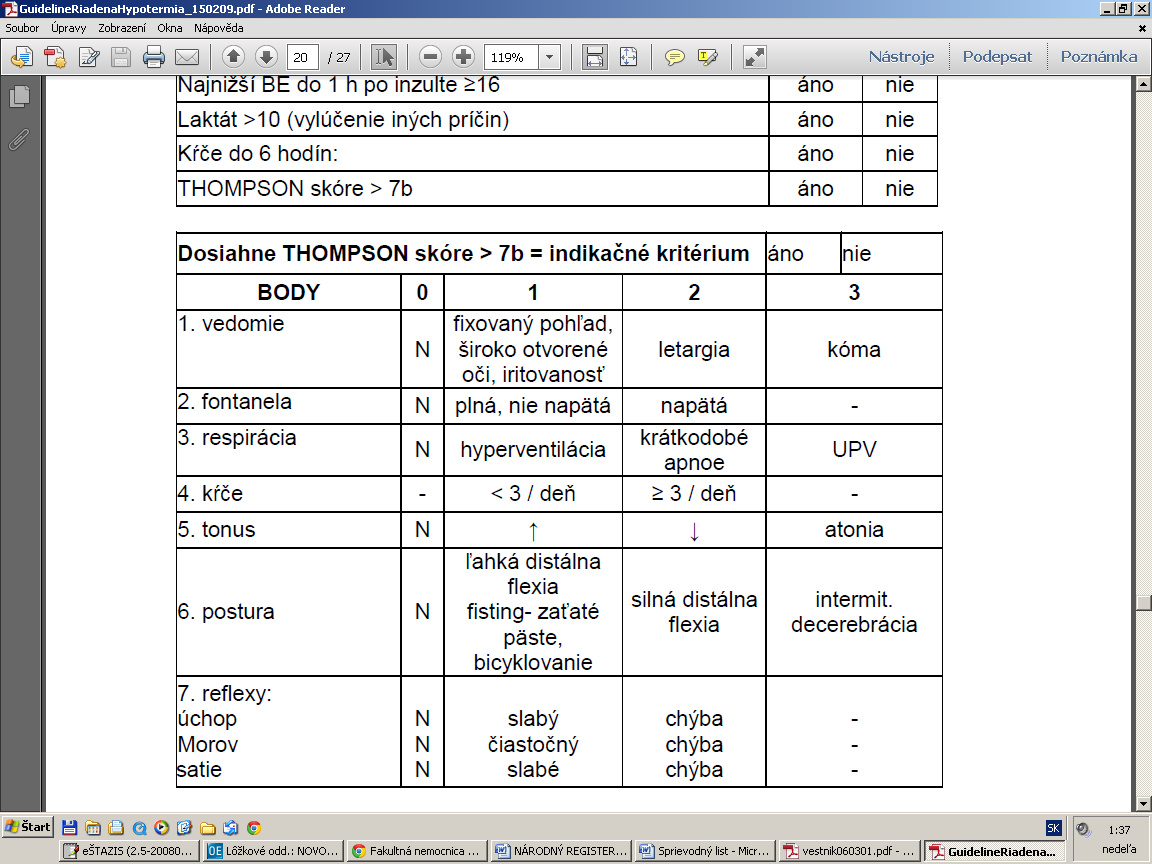 GuidelineRiadenaHypotermia_150209.pdf - Adobe Reader
Soubor Úpravy Zobrazení Okna Nápověda
20 / 27 119% Nástroje Podepsat Poznámka
Najnižší BE do 1 h po inzulte ≥16 áno nie
Laktát >10 (vylúčenie iných príčin) áno nie
Kŕče do 6 hodín: áno nie
THOMPSON skóre > 7b áno nie
Dosiahne THOMPSON skóre > 7b = indikačné kritérium áno nie
BODY 0 1 2 3
1. vedomie N fixovaný pohľad, široko otvorené oči, iritovanosť letargia kóma
2. fontanela N plná, nie napätá napätá -
3. respirácia N hyperventilácia krátkodobé apnoe UPV
4. kŕče - < 3 / deň ≥ 3 / deň -
5. tonus N ↑ ↓ atonia
6. postura N ľahká distálna flexia fisting- zaťaté päste, bicyklovanie silná distálna flexia intermit. decerebrácia
7. reflexy:
úchop N slabý chýba -
Morov N čiastočný chýba -
satie N slabé chýba -
Štart SK 1:37
eŠTAZIS (2.5-20080... Lôžkové odd.: NOVO... Fakultná nemocnica ... NÁRODNÝ REGISTER... Sprievodný list - Micr... vestnik060301.pdf - ... GuidelineRiadena... nedeľa